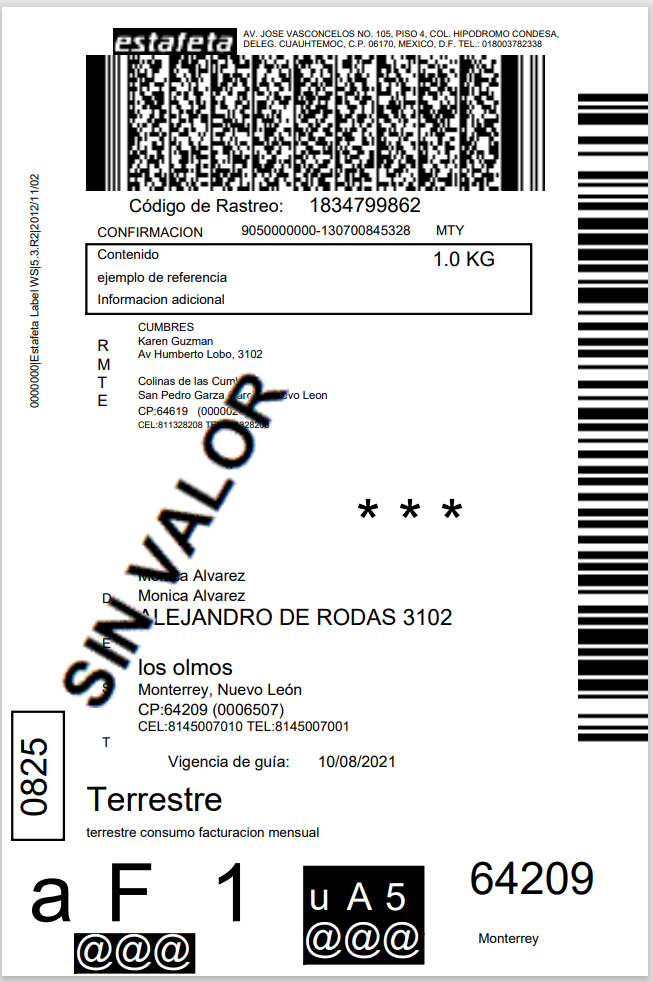 estafeta
AV. JOSE VASCONCELOS NO. 105, PISO 4, COL. HIPODROMO CONDESA,
DELEG. CUAUHTEMOC, C.P. 06170, MEXICO, D.F. TEL.: 018003782338
0000000|Estafeta Label WS|5.3.R2|2012/11/02
Código de Rastreo: 1834799862
CONFIRMACION 9050000000-130700845328 MTY
Contenido 1.0 KG
ejemplo de referencia
Informacion adicional
RMTE
CUMBRES
Karen Guzman
Av Humberto Lobo, 3102
Colinas de las
San Pedro Garza Leon
CP:64619
CEL:811328208
SIN VALOR
* * *
Monica Alvarez
Monica Alvarez
ALEJANDRO DE RODAS 3102
D
E
S
T
los olmos
Monterrey, Nuevo León
CP:64209 (0006507)
CEL:8145007010 TEL:8145007001
Vigencia de guía: 10/08/2021
0825
Terrestre
terrestre consumo facturacion mensual
a F 1
@@@
u A 5
@@@
64209
Monterrey